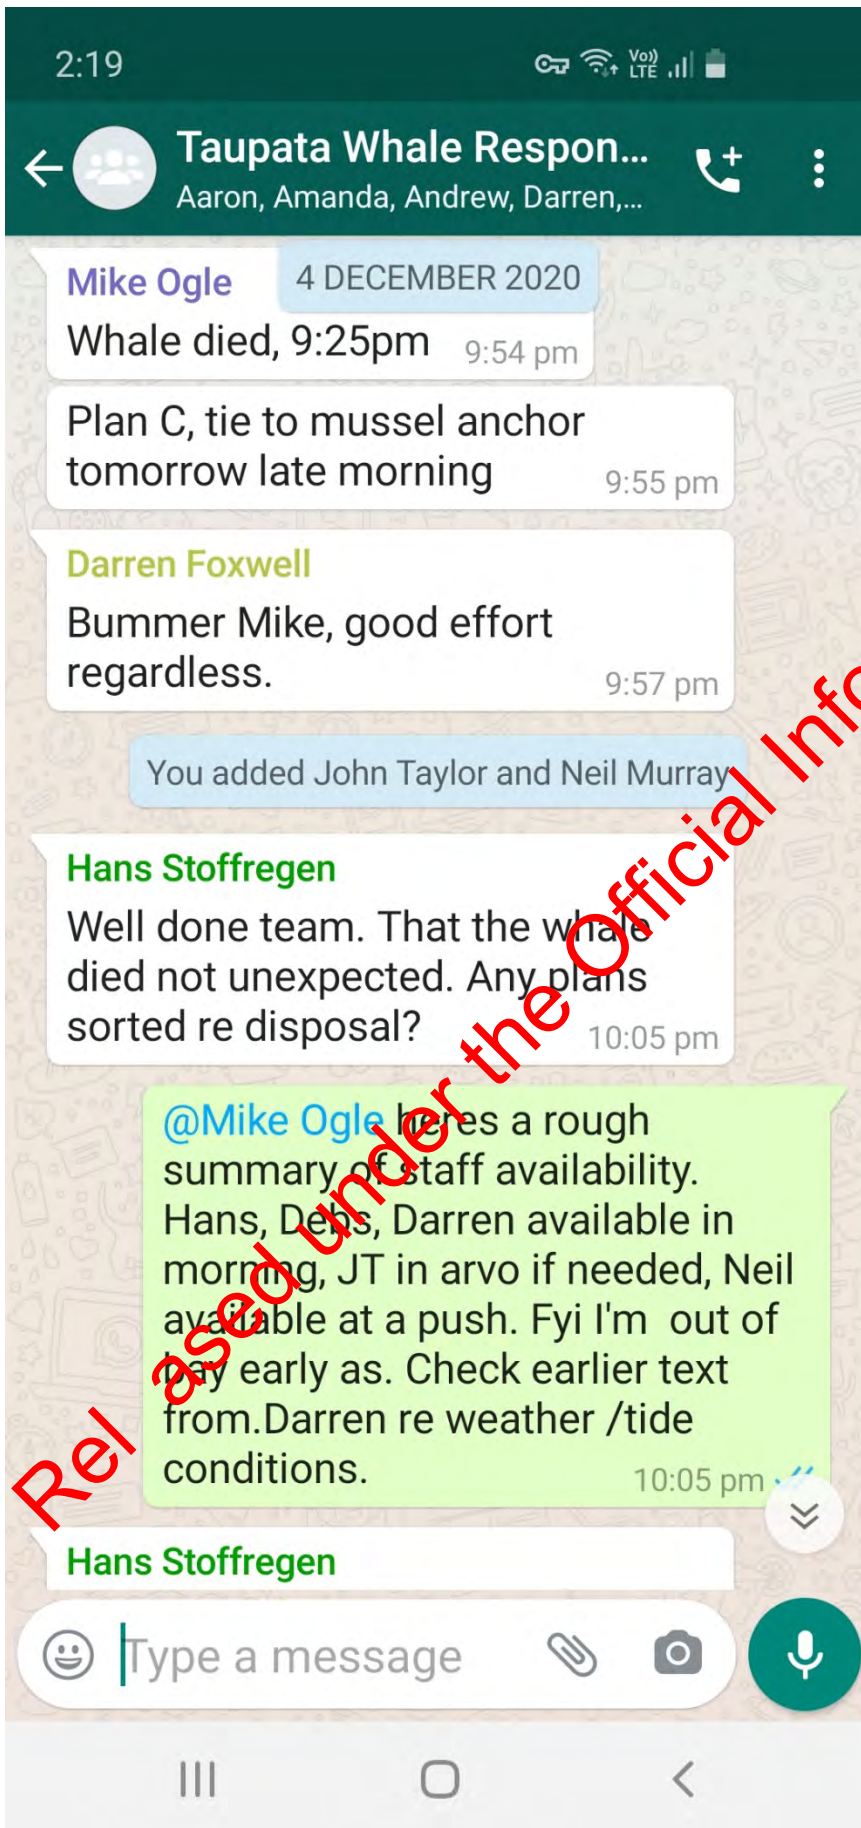 2:19
Vo))
LTE
Taupata Whale Respon...
Aaron, Amanda, Andrew, Darren,...
4 DECEMBER 2020
Mike Ogle
Whale died, 9:25pm 9:54 pm
Plan C, tie to mussel anchor
tomorrow late morning 9:55 pm
Darren Foxwell
Bummer Mike, good effort
regardless. 9:57 pm
You added John Taylor and Neil Murray
Hans Stoffregen
Well done team. That the whale
died not unexpected. Any plans
sorted re disposal? 10:05 pm
@Mike Ogle heres a rough
summary of staff availability.
Hans, Debs, Darren available in
morning, JT in arvo if needed, Neil
available at a push. Fyi I'm out of
bay early as. Check earlier text
from.Darren re weather /tide
conditions. 10:05 pm
Hans Stoffregen
Type a message
Rel ased under the Official Info